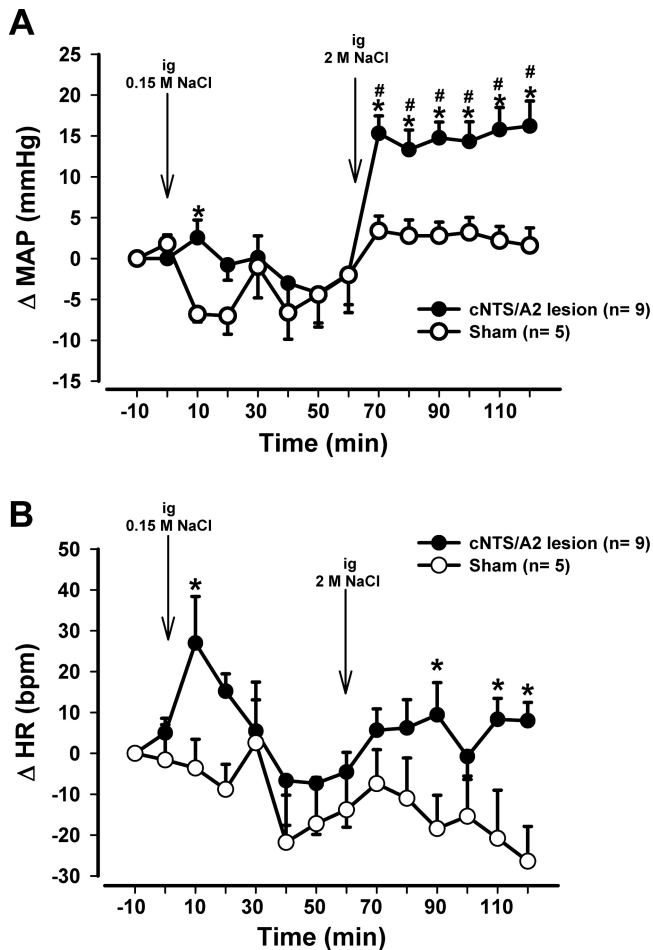 A
ig
0.15 M NaCl
ig
2 M NaCl
Δ MAP (mmHg)
25
20
15
10
5
0
-5
-10
-15
*
#
*
#
*
#
*
#
*
#
*
#
*
cNTS/A2 lesion (n= 9)
Sham (n= 5)
-10 10 30 50 70 90 110
Time (min)
B
ig
0.15 M NaCl
ig
2 M NaCl
cNTS/A2 lesion (n= 9)
Sham (n= 5)
Δ HR (bpm)
50
40
30
20
10
0
-10
-20
-30
*
*
*
*
-10 10 30 50 70 90 110
Time (min)